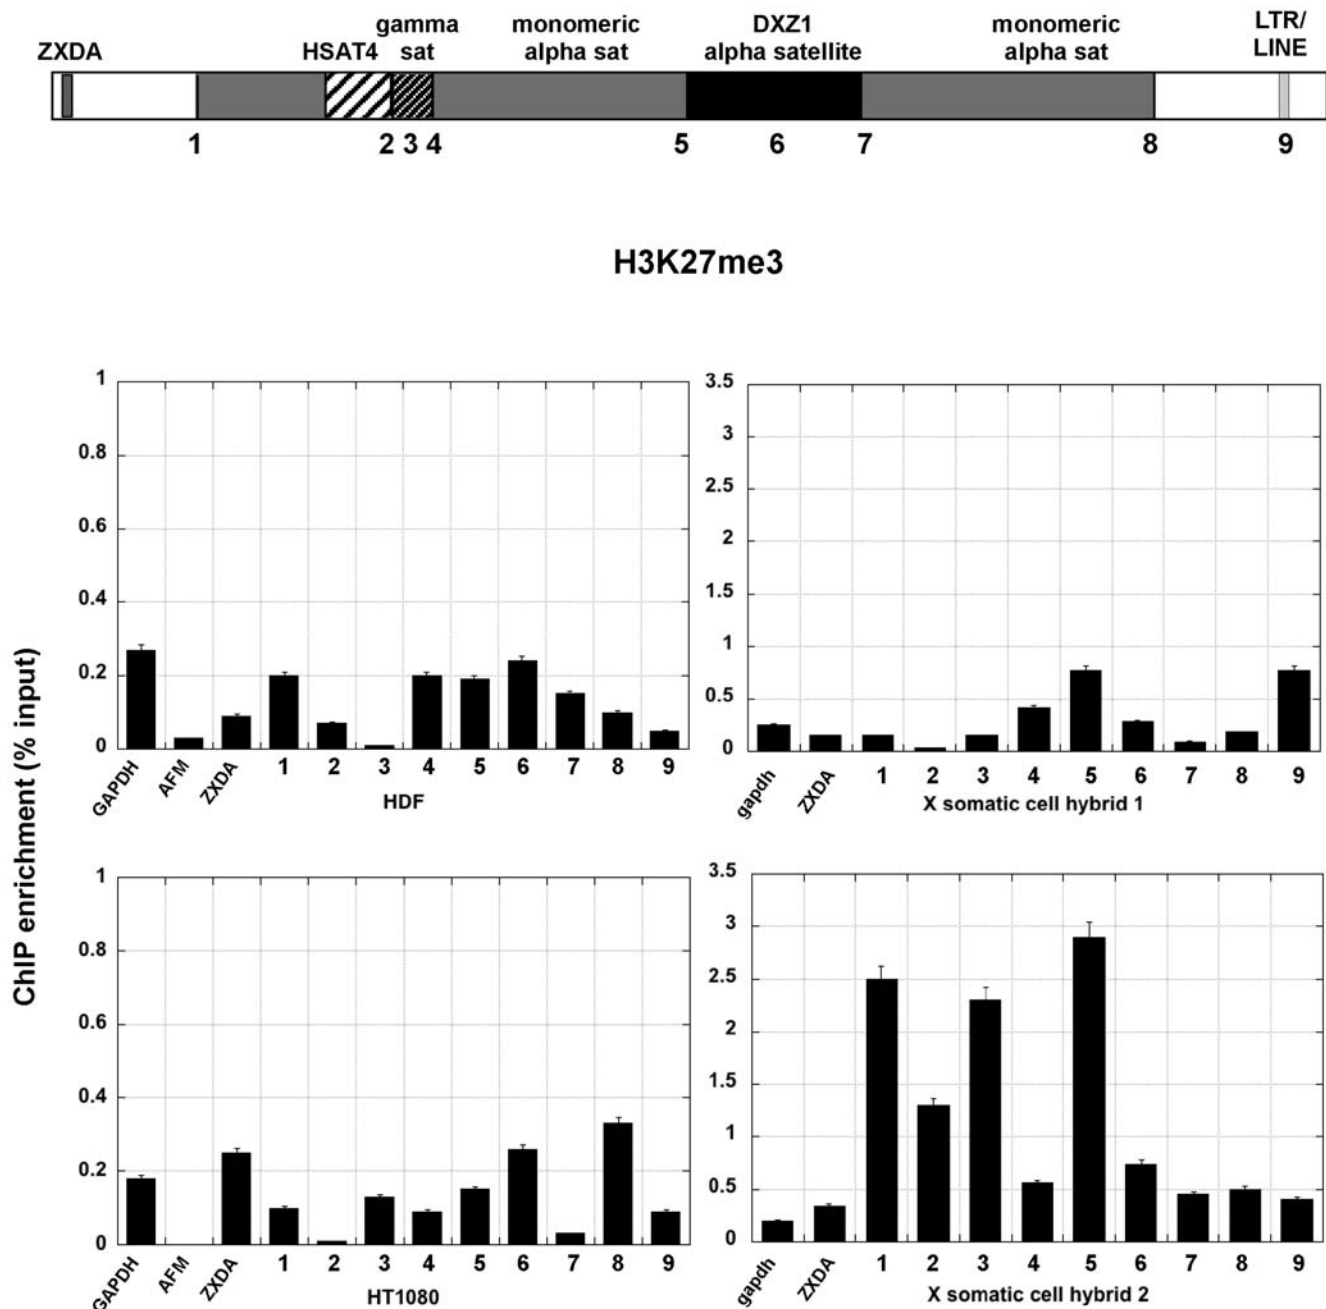 ZXDA
HSAT4
gamma
sat
monomeric
alpha sat
DXZ1
alpha satellite
monomeric
alpha sat
LTR/
LINE
1 2 3 4 5 6 7 8 9
H3K27me3
ChIP enrichment (% input)
1
0.8
0.6
0.4
0.2
0
GAPDH AFM ZXDA 1 2 3 4 5 6 7 8 9
HDF
3.5
3
2.5
2
1.5
1
0.5
0
gapdh ZXDA 1 2 3 4 5 6 7 8 9
X somatic cell hybrid 1
1
0.8
0.6
0.4
0.2
0
GAPDH AFM ZXDA 1 2 3 4 5 6 7 8 9
HT1080
3.5
3
2.5
2
1.5
1
0.5
0
gapdh ZXDA 1 2 3 4 5 6 7 8 9
X somatic cell hybrid 2